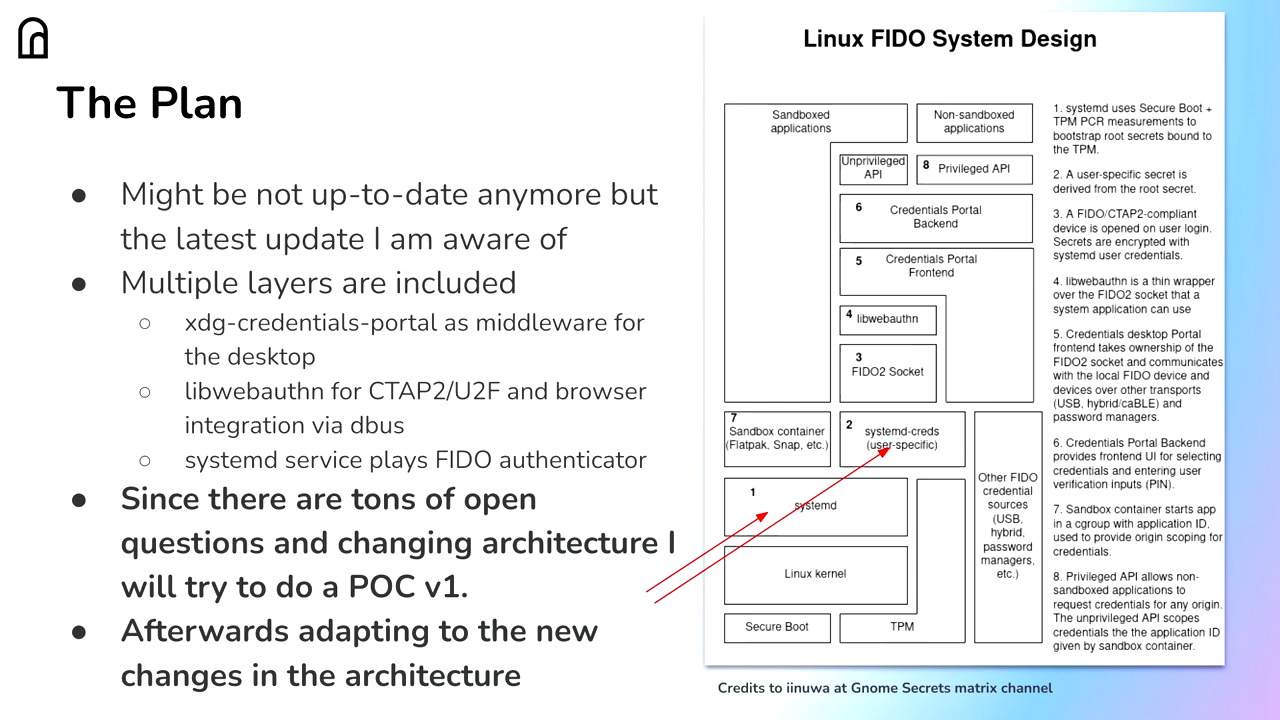 The Plan
● Might be not up-to-date anymore but
the latest update I am aware of
● Multiple layers are included
○ xdg-credentials-portal as middleware for
the desktop
○ libwebauthn for CTAP2/U2F and browser
integration via dbus
○ systemd service plays FIDO authenticator
● Since there are tons of open
questions and changing architecture I
will try to do a POC v1.
● Afterwards adapting to the new
changes in the architecture
Linux FIDO System Design
Sandboxed
applications
Non-sandboxed
applications
Unprivileged
API
8 Privileged API
6 Credentials Portal
Backend
5 Credentials Portal
Frontend
4 libwebauthn
3
FIDO2 Socket
7
Sandbox container
(Flatpak, Snap, etc.)
2 systemd-creds
(user-specific)
1
systemd
Linux kernel
Secure Boot
TPM
Other FIDO
credential
sources
(USB,
hybrid,
password
managers,
etc.)
1. systemd uses Secure Boot +
TPM PCR measurements to
bootstrap root secrets bound to
the TPM.
2. A user-specific secret is
derived from the root secret.
3. A FIDO/CTAP2-compliant
device is opened on user login.
Secrets are encrypted with
systemd user credentials.
4. libwebauthn is a thin wrapper
over the FIDO2 socket that a
system application can use
5. Credentials desktop Portal
frontend takes ownership of the
FIDO2 socket and communicates
with the local FIDO device and
devices over other transports
(USB, hybrid/caBLE) and
password managers.
6. Credentials Portal Backend
provides frontend UI for selecting
credentials and entering user
verification inputs (PIN).
7. Sandbox container starts app
in a cgroup with application ID,
used to provide origin scoping for
credentials.
8. Privileged API allows non-
sandboxed applications to
request credentials for any origin.
The unprivileged API scopes
credentials the the application ID
given by sandbox container.
Credits to iinuwa at Gnome Secrets matrix channel